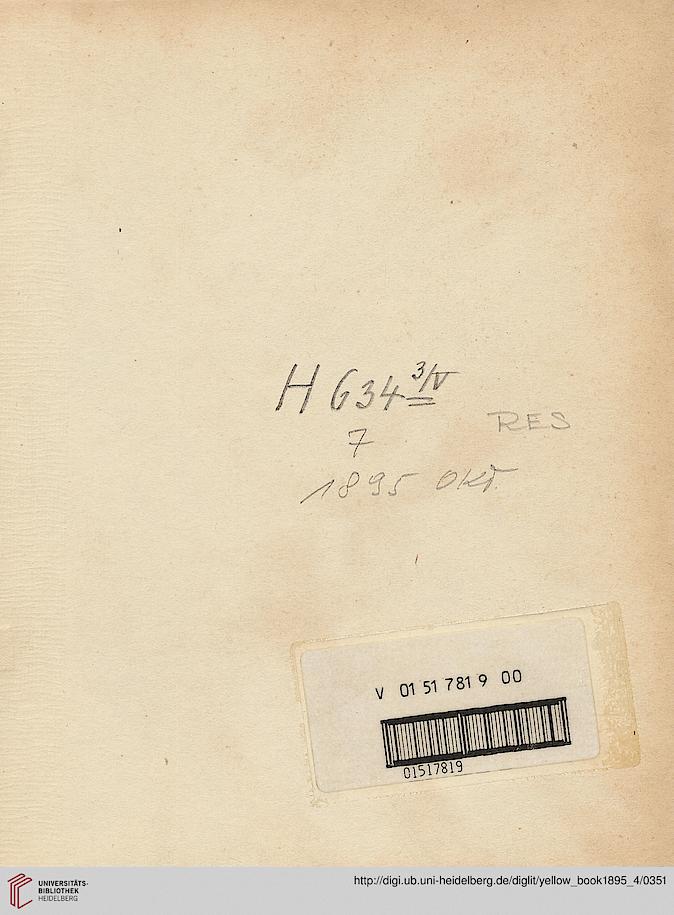 H 634 3/IV
RES
7
1895 Okt.
V 01 51 781 9 00
01517819
UNIVERSITÄTS-
BIBLIOTHEK
HEIDELBERG
http://digi.ub.uni-heidelberg.de/diglit/yellow_book1895_4/0351